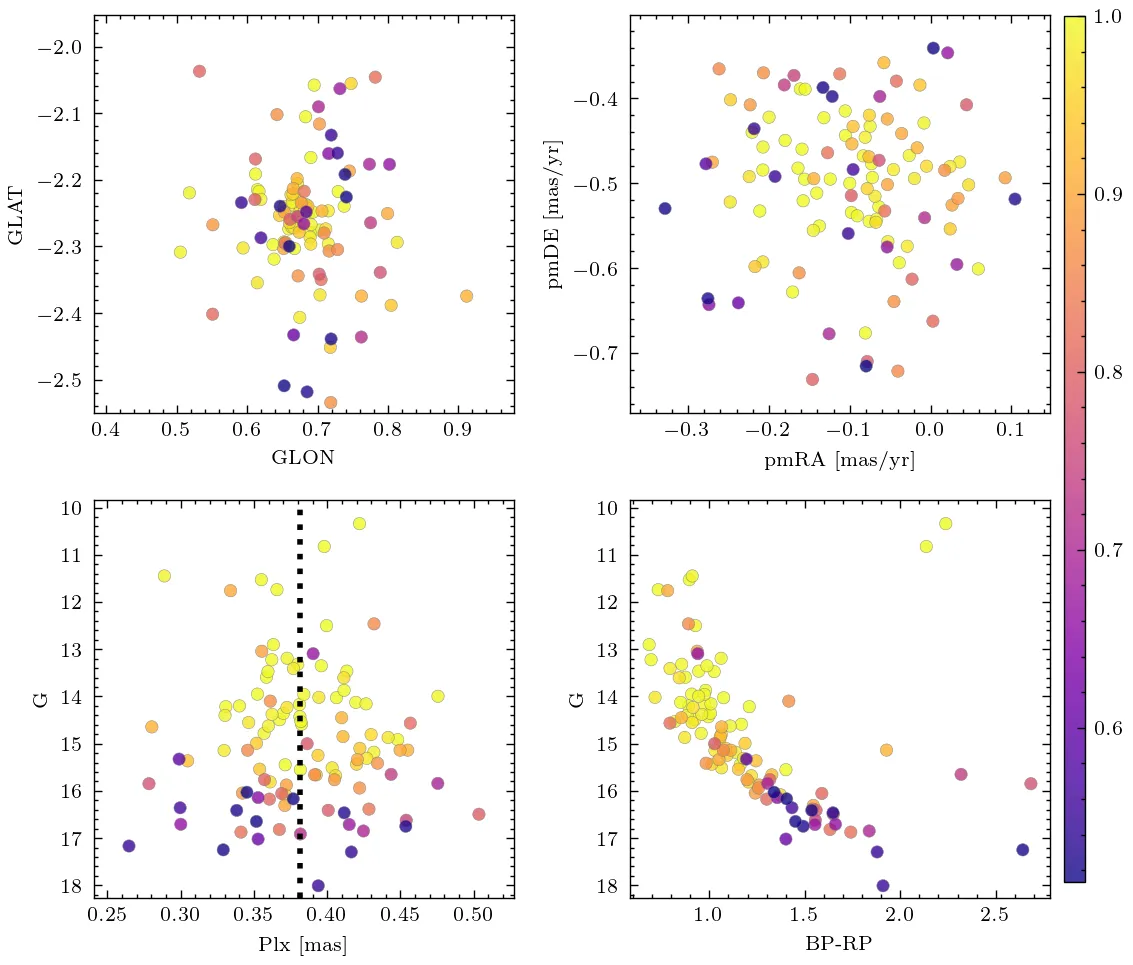 −2.0
−2.1
−2.2
−2.3
−2.4
−2.5
GLAT
0.4 0.5 0.6 0.7 0.8 0.9
GLON
−0.4
−0.5
−0.6
−0.7
pmDE [mas/yr]
−0.3 −0.2 −0.1 0.0 0.1
pmRA [mas/yr]
10
11
12
13
14
15
16
17
18
G
0.25 0.30 0.35 0.40 0.45 0.50
Plx [mas]
10
11
12
13
14
15
16
17
18
G
1.0 1.5 2.0 2.5
BP-RP
1.0
0.9
0.8
0.7
0.6